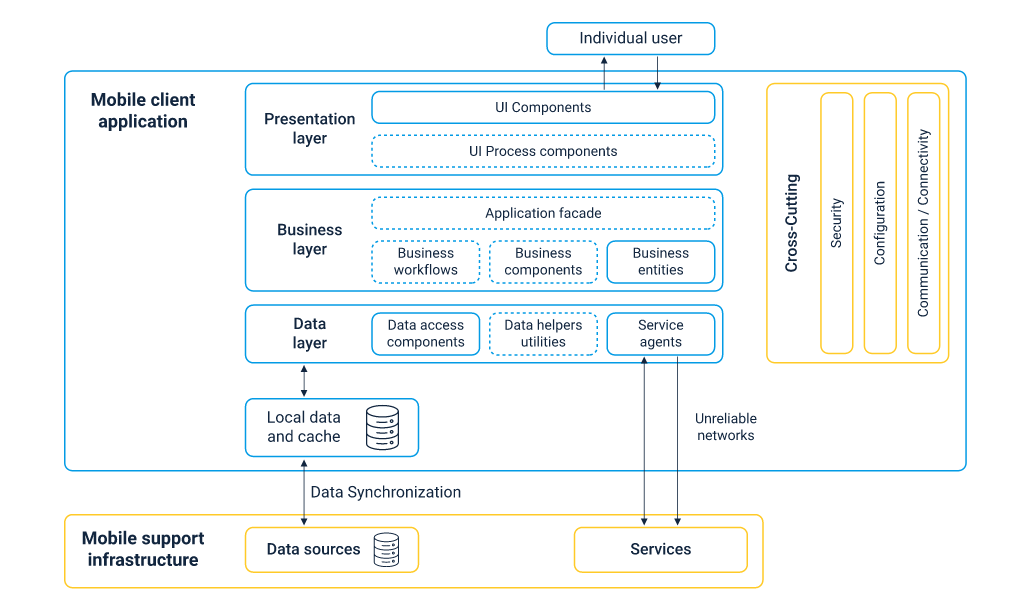 Individual user
Mobile client
application
Presentation
layer
UI Components
UI Process components
Business
layer
Application facade
Business
workflows
Business
components
Business
entities
Data
layer
Data access
components
Data helpers
utilities
Service
agents
Cross-Cutting
Security
Configuration
Communication / Connectivity
Local data
and cache
Unreliable
networks
Data Synchronization
Mobile support
infrastructure
Data sources
Services